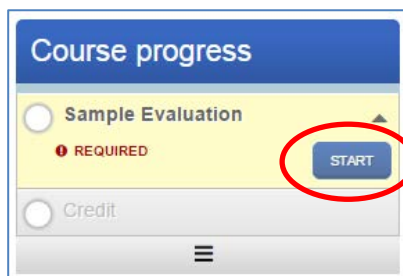 Course progress
Sample Evaluation
REQUIRED
START
Credit